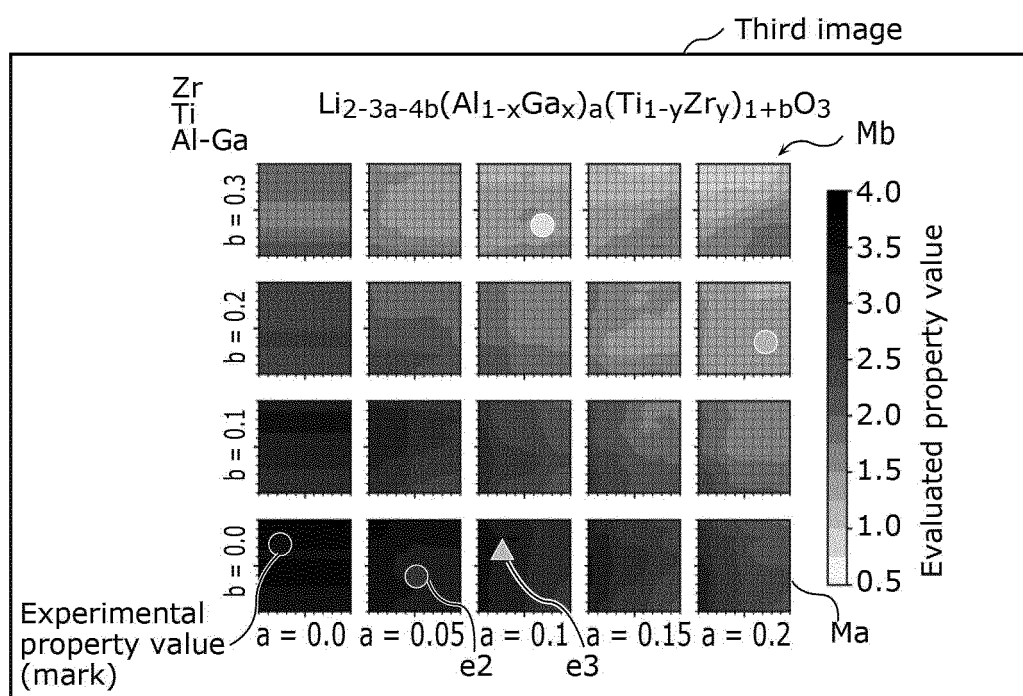 Third image
Zr
Ti
Al-Ga
Li2-3a-4b(Al1-xGax)a(Ti1-yZry)1+bO3
Mb
b = 0.3
b = 0.2
b = 0.1
b = 0.0
4.0
3.5
3.0
2.5
2.0
1.5
1.0
0.5
Evaluated property value
Experimental
property value
(mark)
a = 0.0
a = 0.05
a = 0.1
a = 0.15
a = 0.2
e2
e3
Ma